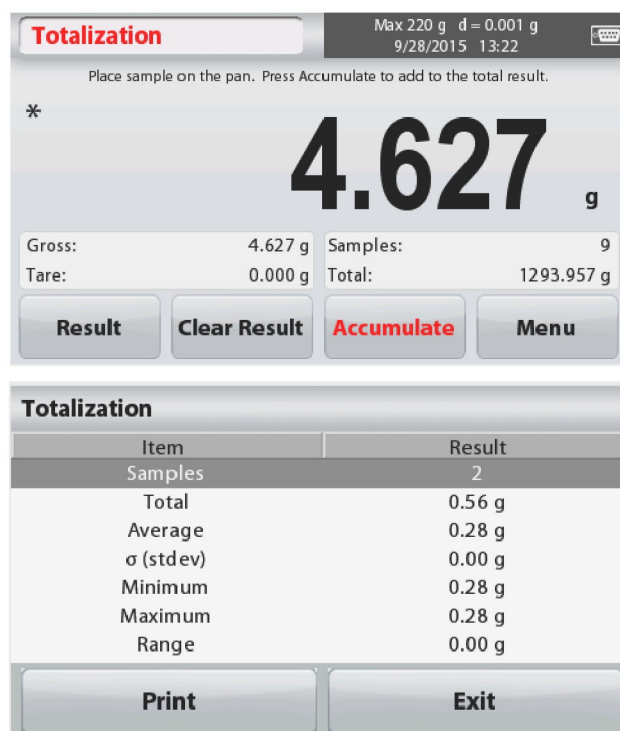 Totalization
Max 220 g  d = 0.001 g
9/28/2015  13:22
Place sample on the pan.  Press Accumulate to add to the total result.
*
4.627 g
Gross: 4.627 g Samples: 9
Tare: 0.000 g Total: 1293.957 g
Result Clear Result Accumulate Menu
Totalization
Item Result
Samples 2
Total 0.56 g
Average 0.28 g
σ (stdev) 0.00 g
Minimum 0.28 g
Maximum 0.28 g
Range 0.00 g
Print Exit